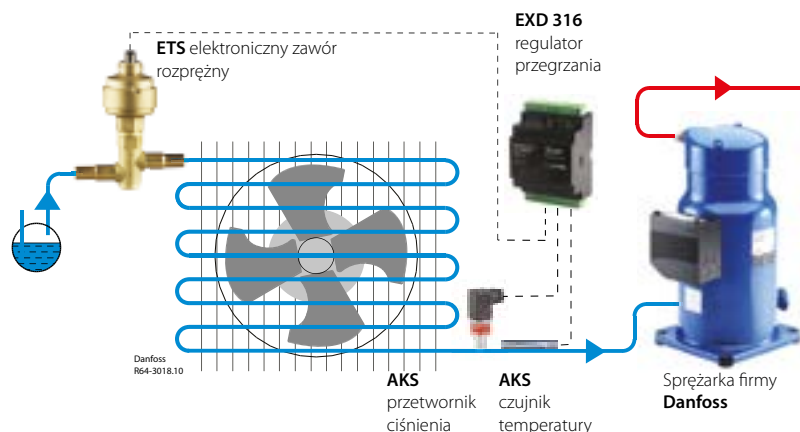 EXD 316
regulator
przegrzania
ETS elektroniczny zawór
rozprężny
Danfoss
R64-3018.10
AKS
przetwornik
ciśnienia
AKS
czujnik
temperatury
Sprężarka firmy
Danfoss